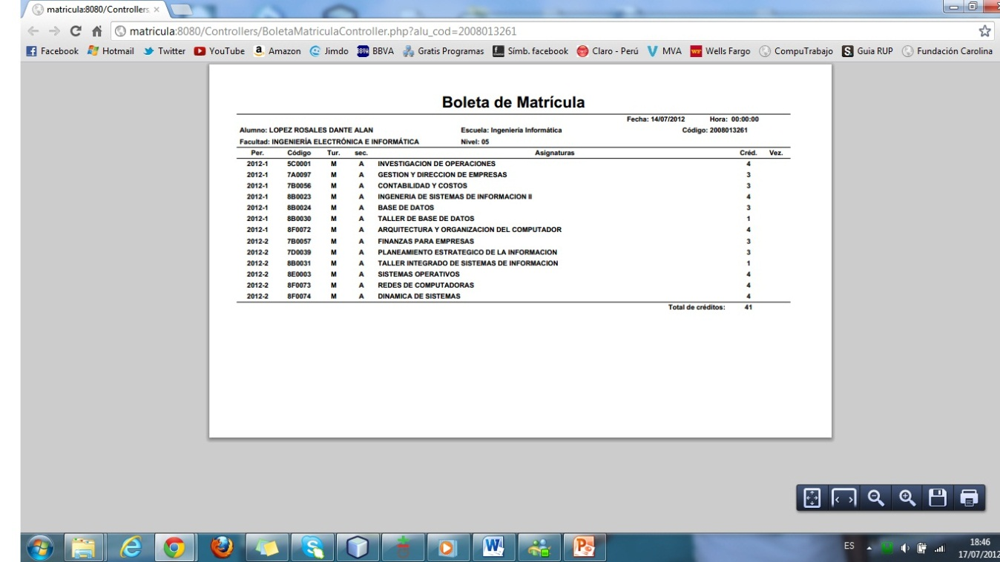 matricula:8080/Controllers
matricula:8080/Controllers/BoletaMatriculaController.php?alu_cod=2008013261
Facebook Hotmail Twitter YouTube Amazon Jimdo BBVA Gratis Programas Símb. facebook Claro - Perú MVA Wells Fargo CompuTrabajo Guia RUP Fundación Carolina
Boleta de Matrícula
Fecha: 14/07/2012 Hora: 00:00:00
Alumno: LOPEZ ROSALES DANTE ALAN Escuela: Ingeniería Informática Código: 2008013261
Facultad: INGENIERÍA ELECTRÓNICA E INFORMÁTICA Nivel: 05
Per. Código Tur. sec. Asignaturas Créd. Vez.
2012-1 5C0001 M A INVESTIGACION DE OPERACIONES 4
2012-1 7A0097 M A GESTION Y DIRECCION DE EMPRESAS 3
2012-1 7B0056 M A CONTABILIDAD Y COSTOS 3
2012-1 8B0023 M A INGENERIA DE SISTEMAS DE INFORMACION II 4
2012-1 8B0024 M A BASE DE DATOS 3
2012-1 8B0030 M A TALLER DE BASE DE DATOS 1
2012-1 8F0072 M A ARQUITECTURA Y ORGANIZACION DEL COMPUTADOR 4
2012-2 7B0057 M A FINANZAS PARA EMPRESAS 3
2012-2 7D0039 M A PLANEAMIENTO ESTRATEGICO DE LA INFORMACION 3
2012-2 8B0031 M A TALLER INTEGRADO DE SISTEMAS DE INFORMACION 1
2012-2 8E0003 M A SISTEMAS OPERATIVOS 4
2012-2 8F0073 M A REDES DE COMPUTADORAS 4
2012-2 8F0074 M A DINAMICA DE SISTEMAS 4
Total de créditos: 41
ES 18:46
17/07/2012